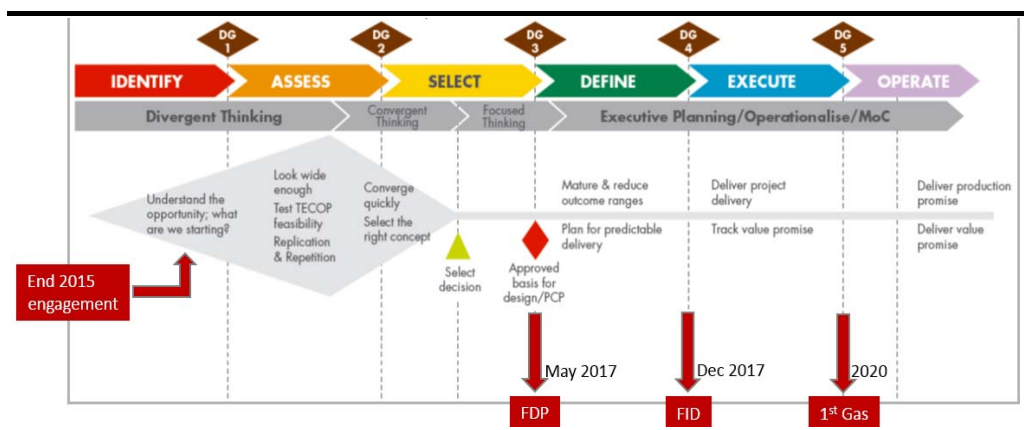 DG
1
DG
2
DG
3
DG
4
DG
5
IDENTIFY
ASSESS
SELECT
DEFINE
EXECUTE
OPERATE
Divergent Thinking
Convergent
Thinking
Focused
Thinking
Executive Planning/Operationalise/MoC
Understand the
opportunity; what
are we starting?
Look wide
enough
Test TECOP
feasibility
Replication
& Repetition
Converge
quickly
Select the
right concept
Select
decision
Approved
basis for
design/PCP
Mature & reduce
outcome ranges
Plan for predictable
delivery
Deliver project
delivery
Track value promise
Deliver production
promise
Deliver value
promise
End 2015
engagement
May 2017
Dec 2017
2020
FDP
FID
1st Gas